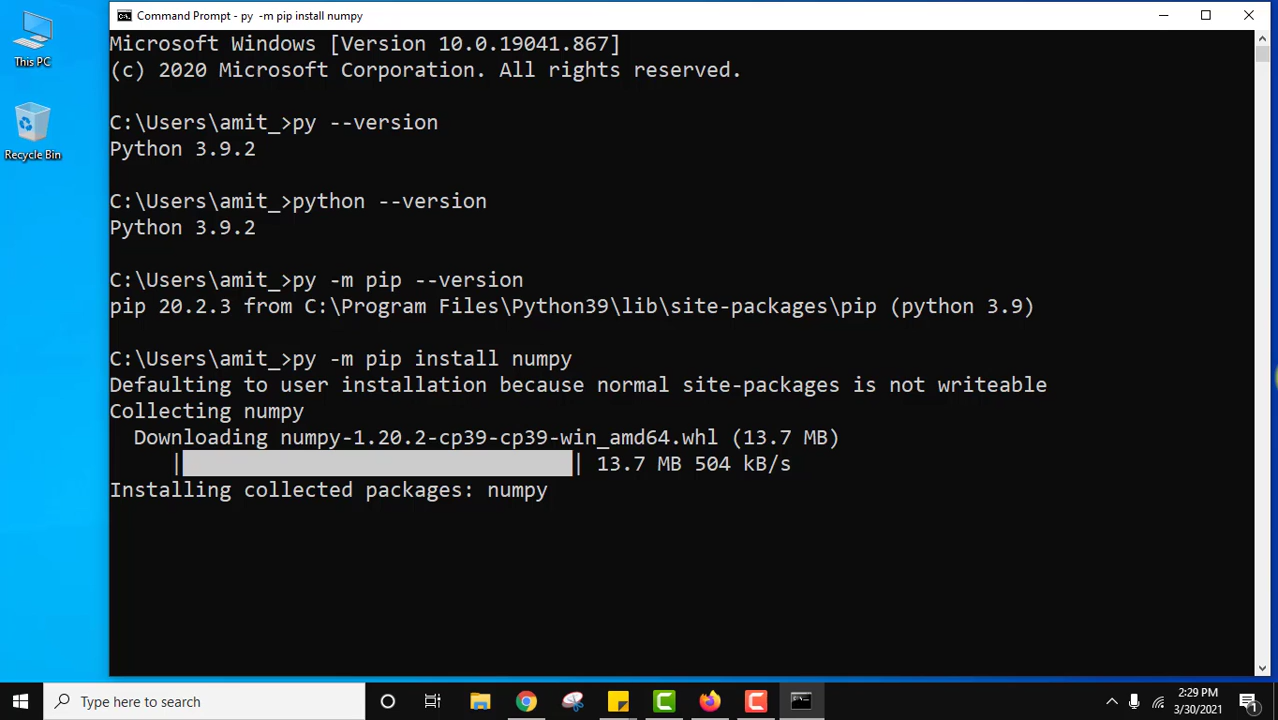 This PC
Recycle Bin
Command Prompt - py  -m pip install numpy
Microsoft Windows [Version 10.0.19041.867]
(c) 2020 Microsoft Corporation. All rights reserved.
C:\Users\amit_>py --version
Python 3.9.2
C:\Users\amit_>python --version
Python 3.9.2
C:\Users\amit_>py -m pip --version
pip 20.2.3 from C:\Program Files\Python39\lib\site-packages\pip (python 3.9)
C:\Users\amit_>py -m pip install numpy
Defaulting to user installation because normal site-packages is not writeable
Collecting numpy
  Downloading numpy-1.20.2-cp39-cp39-win_amd64.whl (13.7 MB)
| | 13.7 MB 504 kB/s
Installing collected packages: numpy
Type here to search
2:29 PM
3/30/2021
1